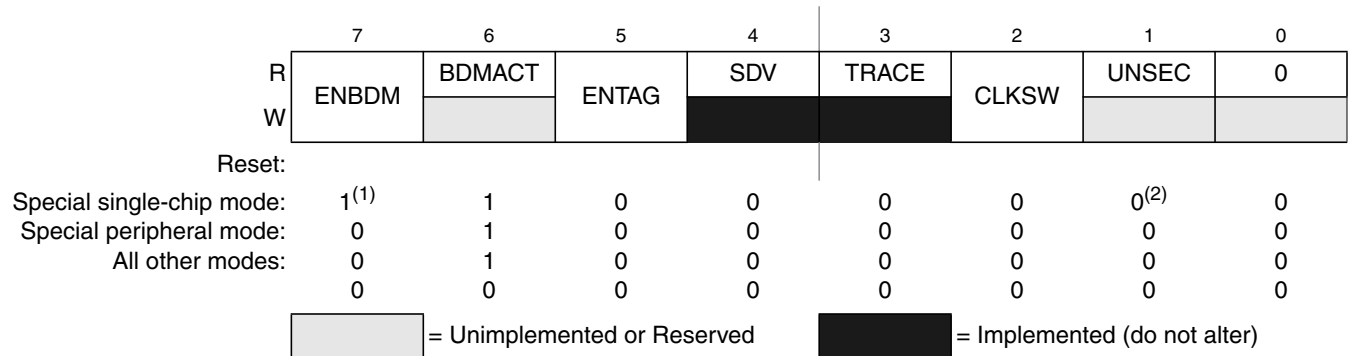 7 6 5 4 3 2 1 0
R ENBDM BDMACT ENTAG SDV TRACE CLKSW UNSEC 0
W
Reset:
Special single-chip mode: 1(1) 1 0 0 0 0 0(2) 0
Special peripheral mode: 0 1 0 0 0 0 0 0
All other modes: 0 1 0 0 0 0 0 0
0 0 0 0 0 0 0 0
= Unimplemented or Reserved = Implemented (do not alter)